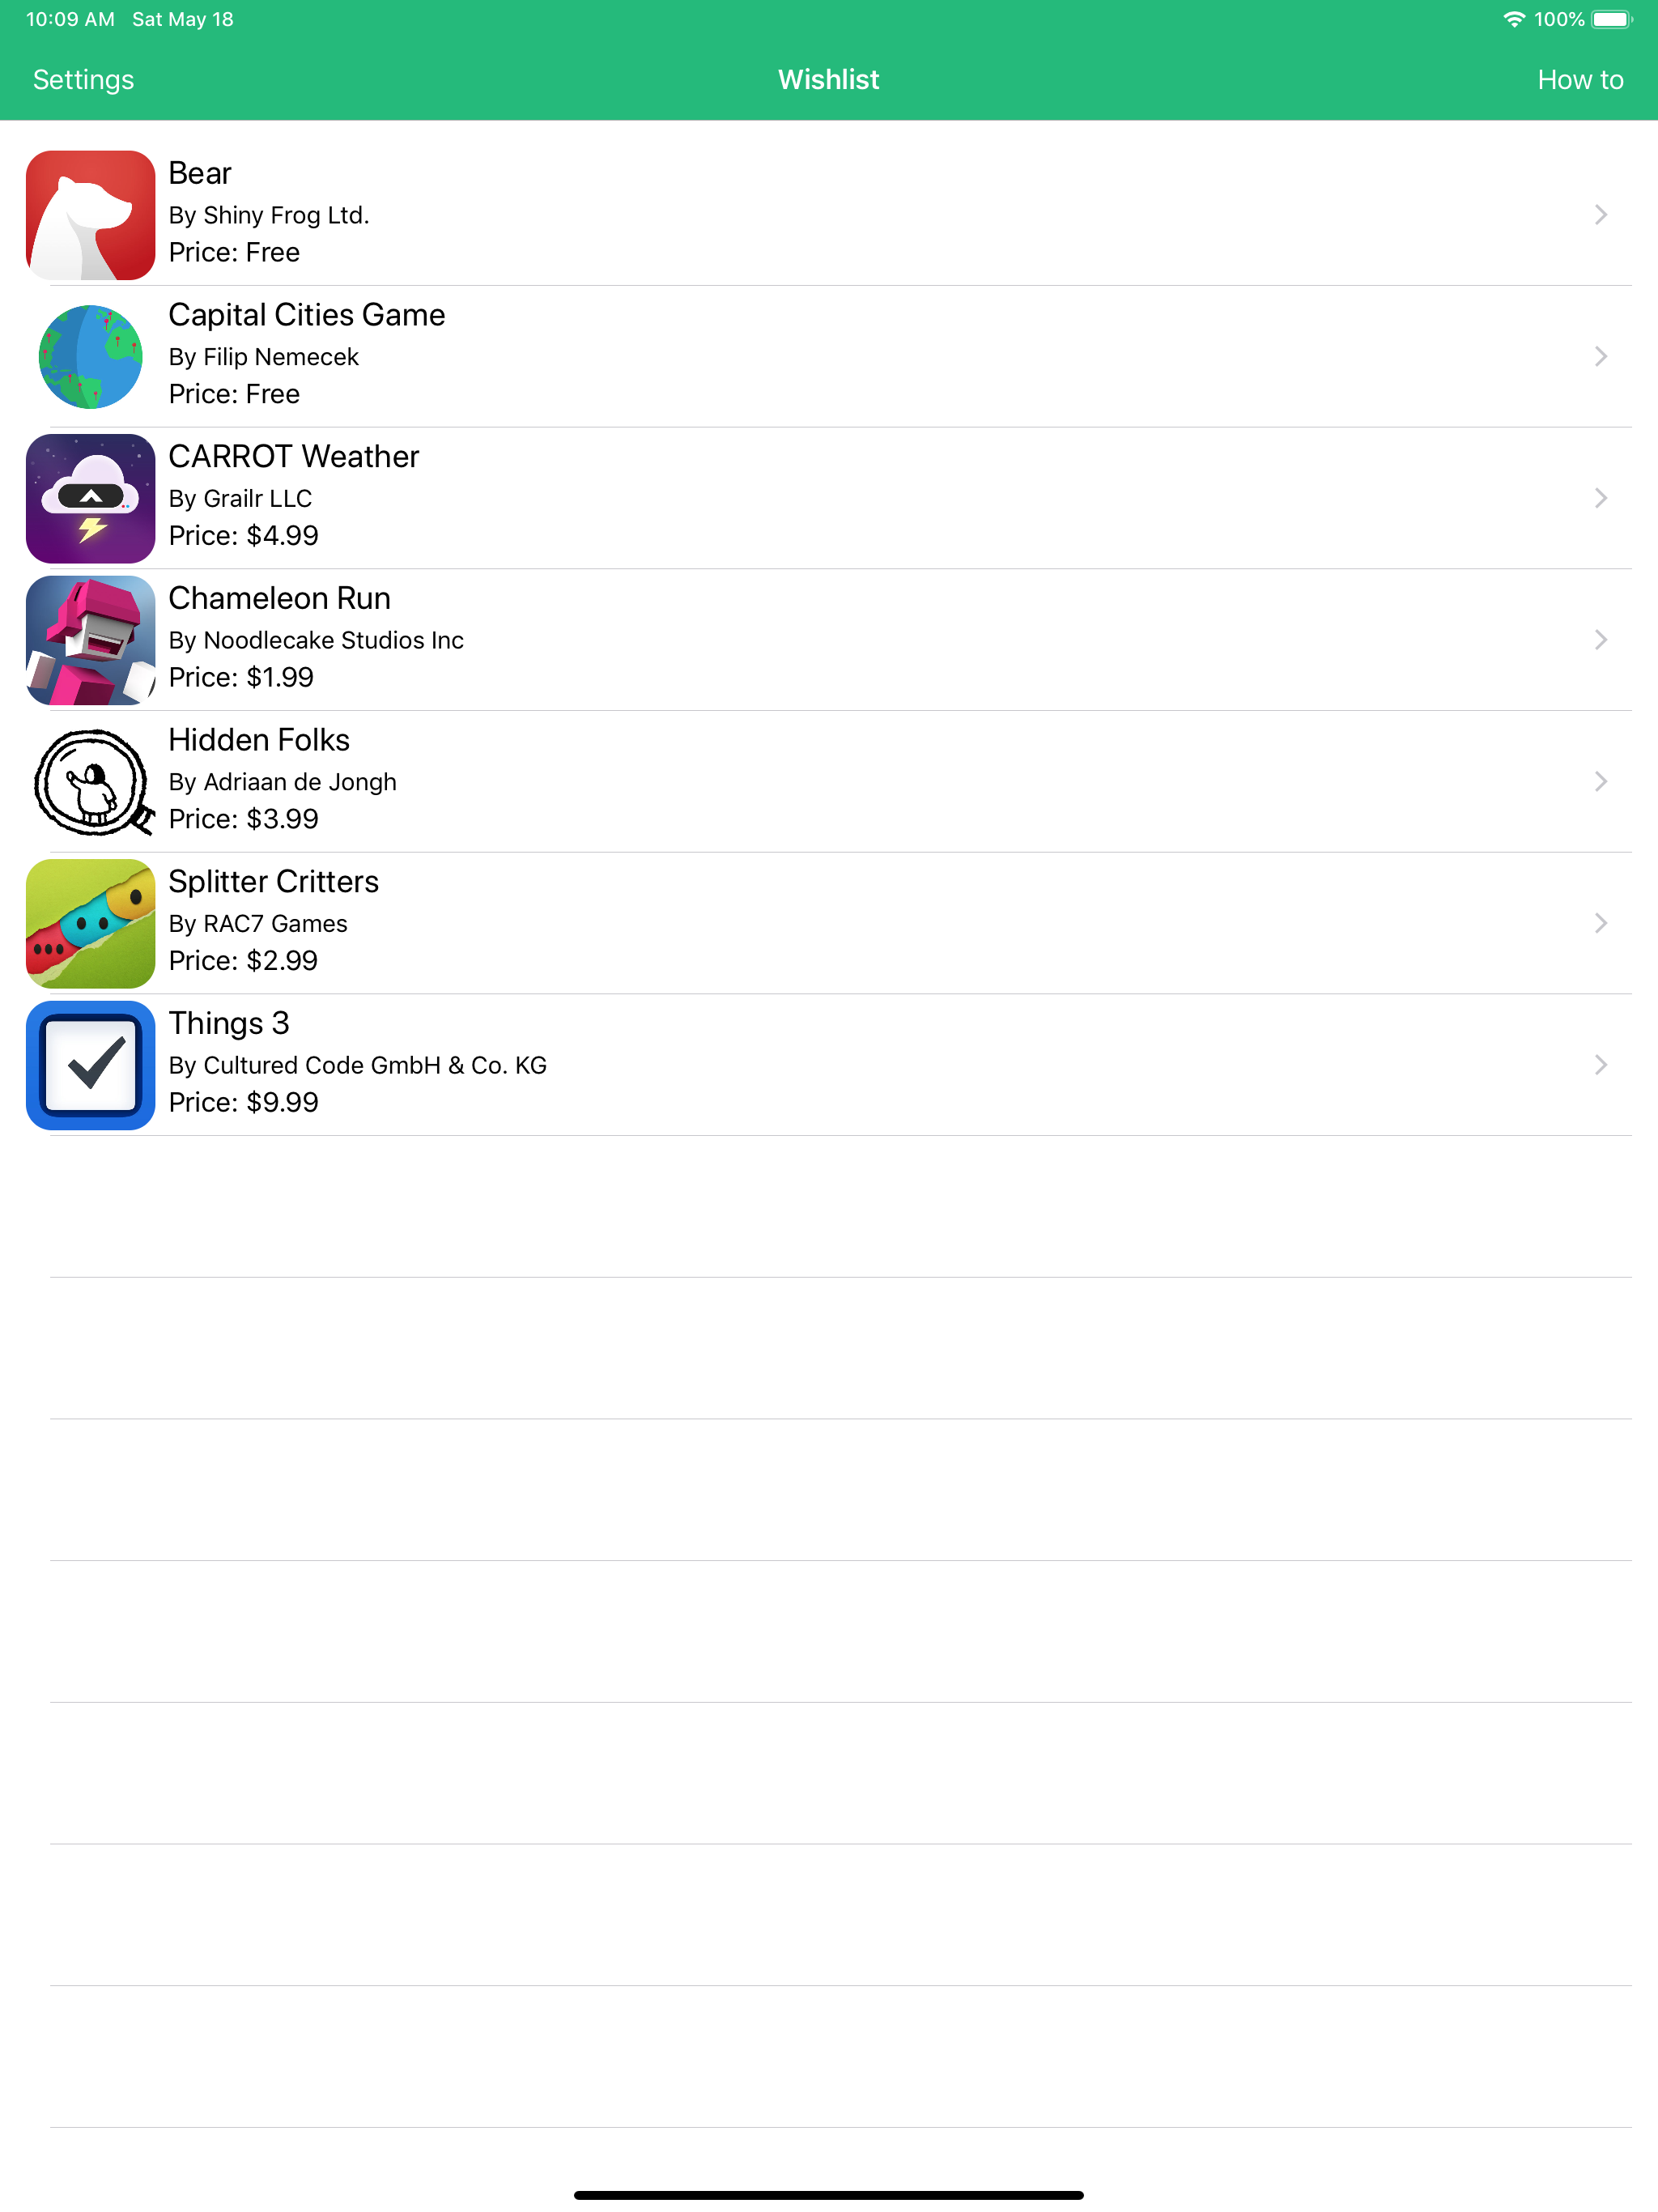 10:09 AM Sat May 18 100%
Settings Wishlist How to
Bear
By Shiny Frog Ltd.
Price: Free
Capital Cities Game
By Filip Nemecek
Price: Free
CARROT Weather
By Grailr LLC
Price: $4.99
Chameleon Run
By Noodlecake Studios Inc
Price: $1.99
Hidden Folks
By Adriaan de Jongh
Price: $3.99
Splitter Critters
By RAC7 Games
Price: $2.99
Things 3
By Cultured Code GmbH & Co. KG
Price: $9.99